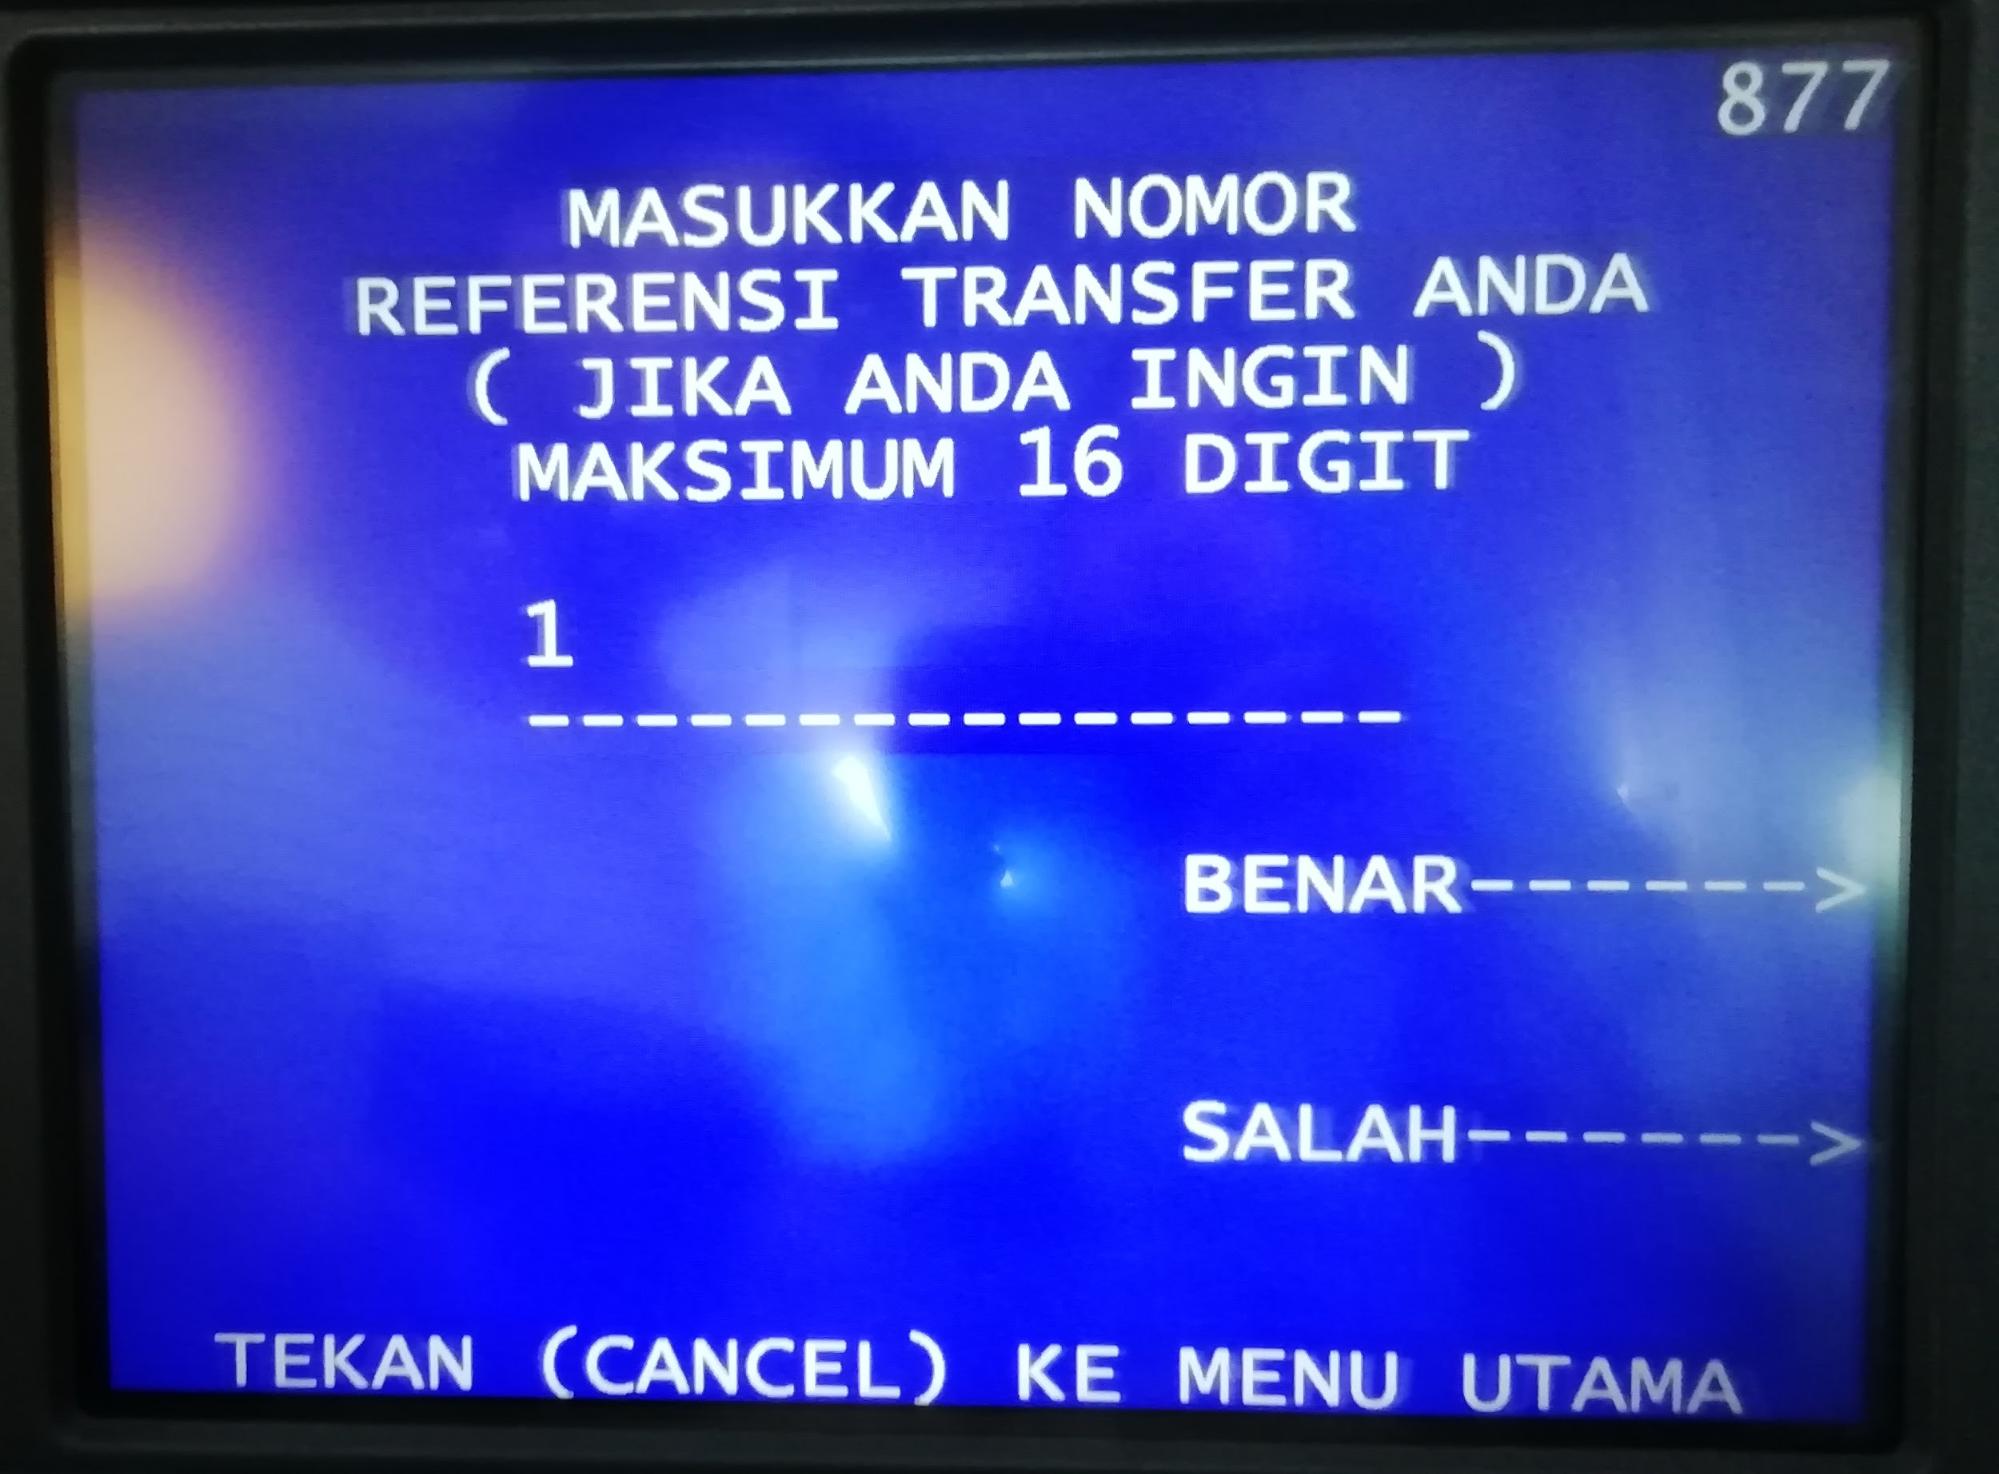 877
MASUKKAN NOMOR
REFERENSI TRANSFER ANDA
( JIKA ANDA INGIN )
MAKSIMUM 16 DIGIT
1
-----------------
BENAR------>
SALAH------>
TEKAN (CANCEL) KE MENU UTAMA